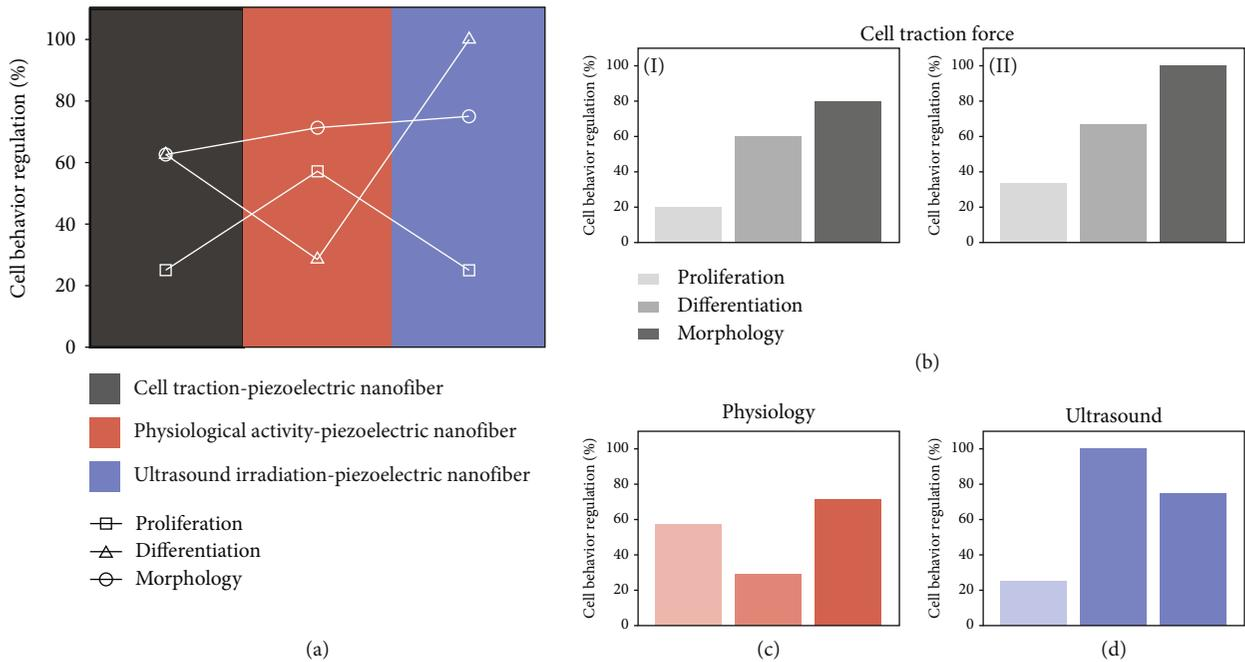 Cell behavior regulation (%)
100
80
60
40
20
0
Cell traction-piezoelectric nanofiber
Physiological activity-piezoelectric nanofiber
Ultrasound irradiation-piezoelectric nanofiber
Proliferation
Differentiation
Morphology
(a)
Cell traction force
Cell behavior regulation (%)
100
80
60
40
20
0
(I)
Cell behavior regulation (%)
100
80
60
40
20
0
(II)
Proliferation
Differentiation
Morphology
(b)
Physiology
Cell behavior regulation (%)
100
80
60
40
20
0
(c)
Ultrasound
Cell behavior regulation (%)
100
80
60
40
20
0
(d)